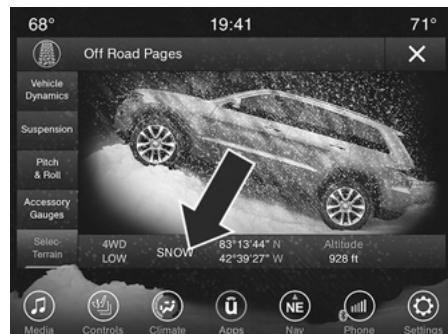 68° 19:41 71°
Off Road Pages X
Vehicle
Dynamics
Suspension
Pitch
& Roll
Accessory
Gauges
Selec-
Terrain
4WD
LOW
SNOW
83°13'44" N
42°39'27" W
Altitude
928 ft
Media Controls Climate Apps Nav Phone Settings
ū NE